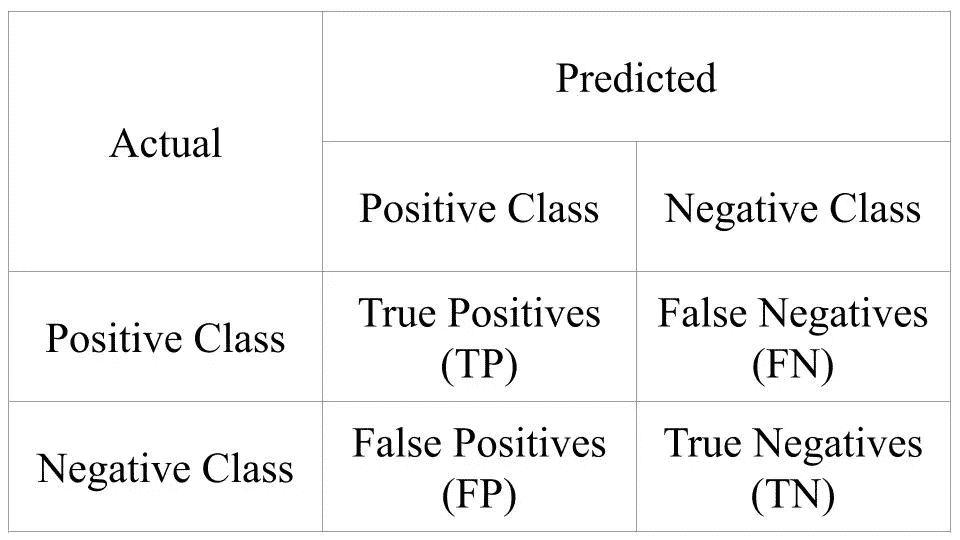 Predicted
Actual
Positive Class
Negative Class
Positive Class
True Positives
(TP)
False Negatives
(FN)
Negative Class
False Positives
(FP)
True Negatives
(TN)